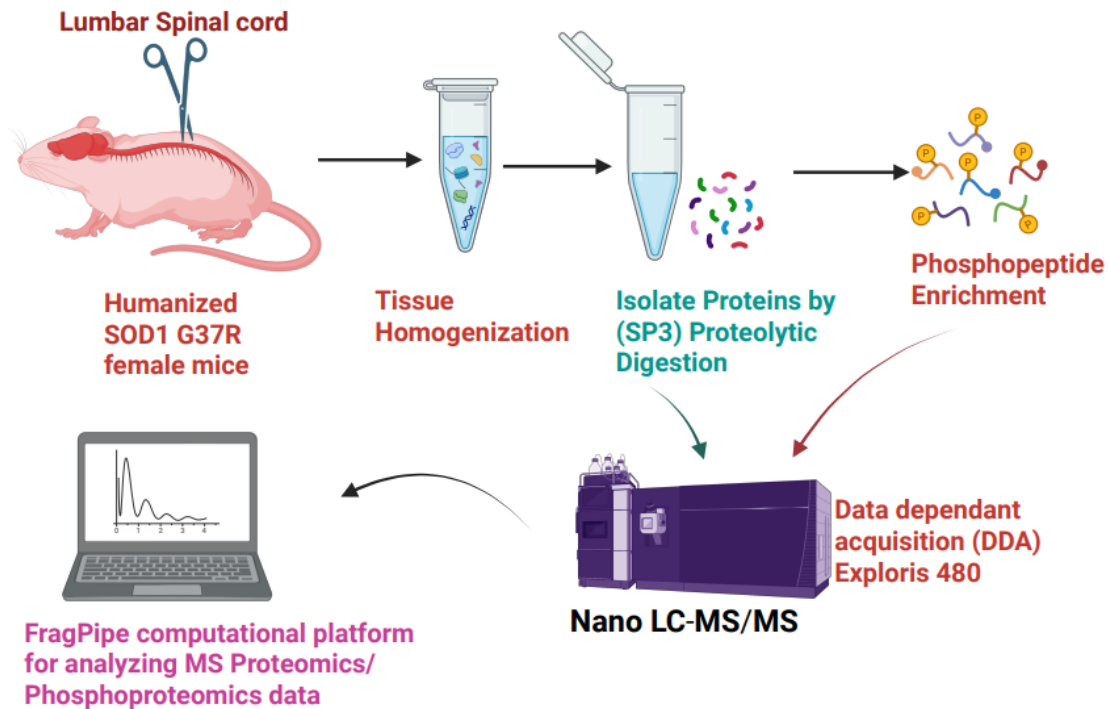 Lumbar Spinal cord
P
P
P
P
P
P
Humanized
SOD1 G37R
female mice
Tissue
Homogenization
Isolate Proteins by
(SP3) Proteolytic
Digestion
Phosphopeptide
Enrichment
0 1 2 3 4
FragPipe computational platform
for analyzing MS Proteomics/
Phosphoproteomics data
Nano LC-MS/MS
Data dependant
acquisition (DDA)
Exploris 480